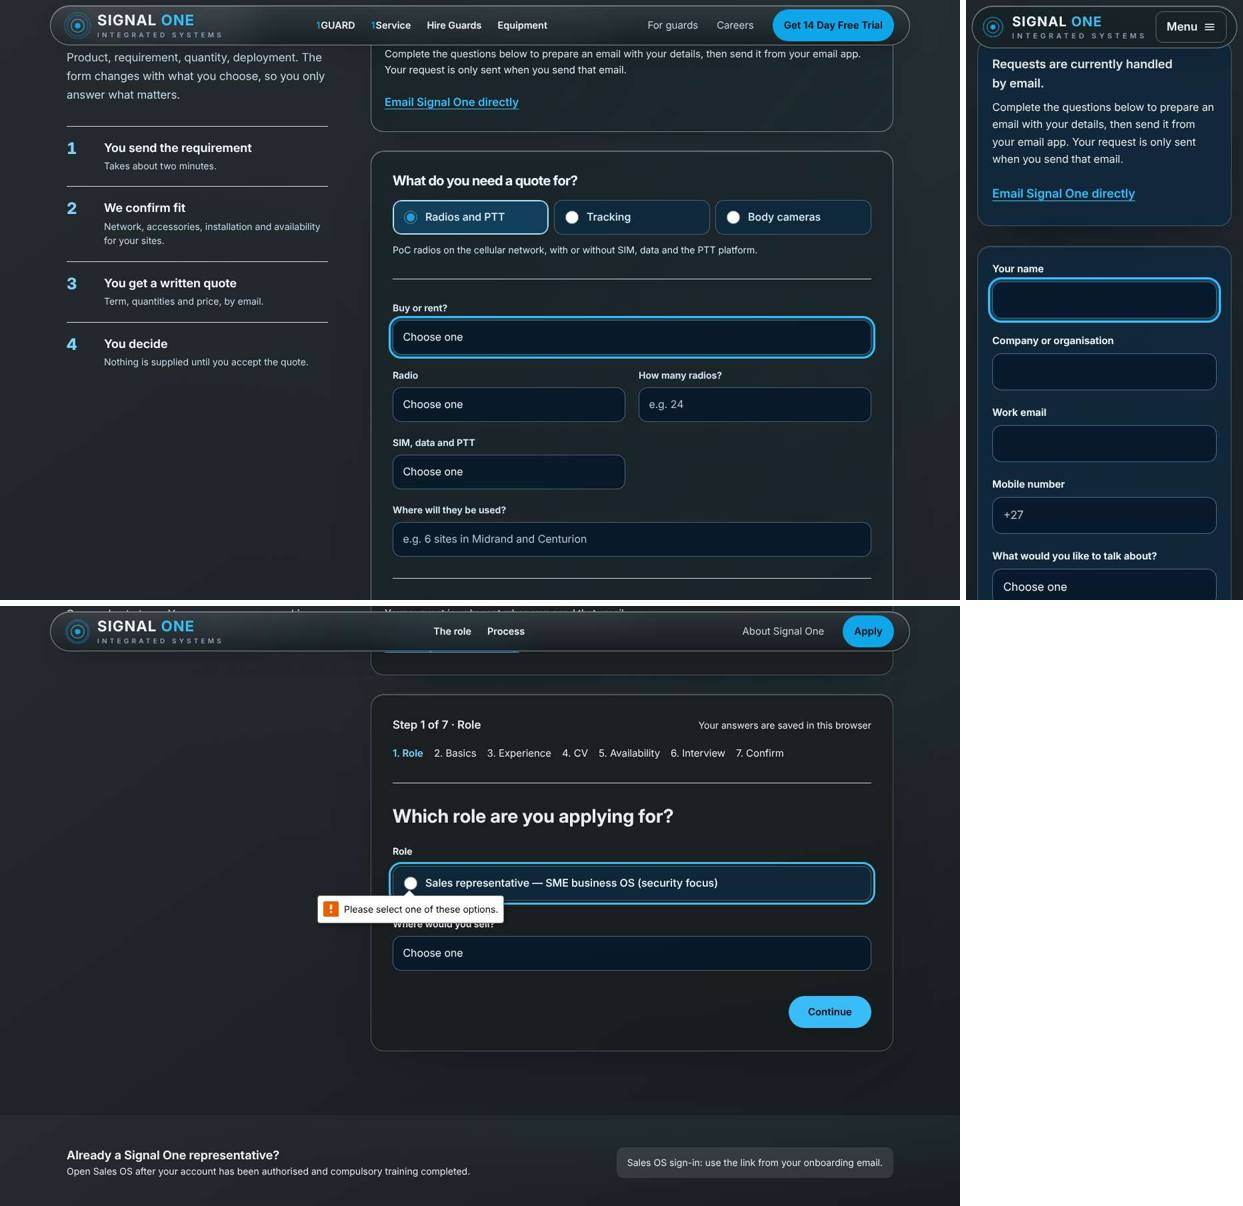 SIGNAL ONE
INTEGRATED SYSTEMS
1GUARD
1Service
Hire Guards
Equipment
For guards
Careers
Get 14 Day Free Trial
Product, requirement, quantity, deployment. The
form changes with what you choose, so you only
answer what matters.
1
You send the requirement
Takes about two minutes.
2
We confirm fit
Network, accessories, installation and availability
for your sites.
3
You get a written quote
Term, quantities and price, by email.
4
You decide
Nothing is supplied until you accept the quote.
Complete the questions below to prepare an email with your details, then send it from your email app.
Your request is only sent when you send that email.
Email Signal One directly
What do you need a quote for?
Radios and PTT
Tracking
Body cameras
PoC radios on the cellular network, with or without SIM, data and the PTT platform.
Buy or rent?
Choose one
Radio
How many radios?
Choose one
e.g. 24
SIM, data and PTT
Choose one
Where will they be used?
e.g. 6 sites in Midrand and Centurion
SIGNAL ONE
INTEGRATED SYSTEMS
Menu
Requests are currently handled
by email.
Complete the questions below to prepare an
email with your details, then send it from
your email app. Your request is only sent
when you send that email.
Email Signal One directly
Your name
Company or organisation
Work email
Mobile number
+27
What would you like to talk about?
Choose one
SIGNAL ONE
INTEGRATED SYSTEMS
The role
Process
About Signal One
Apply
Step 1 of 7 · Role
Your answers are saved in this browser
1. Role
2. Basics
3. Experience
4. CV
5. Availability
6. Interview
7. Confirm
Which role are you applying for?
Role
Sales representative — SME business OS (security focus)
Please select one of these options.
Where would you sell?
Choose one
Continue
Already a Signal One representative?
Open Sales OS after your account has been authorised and compulsory training completed.
Sales OS sign-in: use the link from your onboarding email.